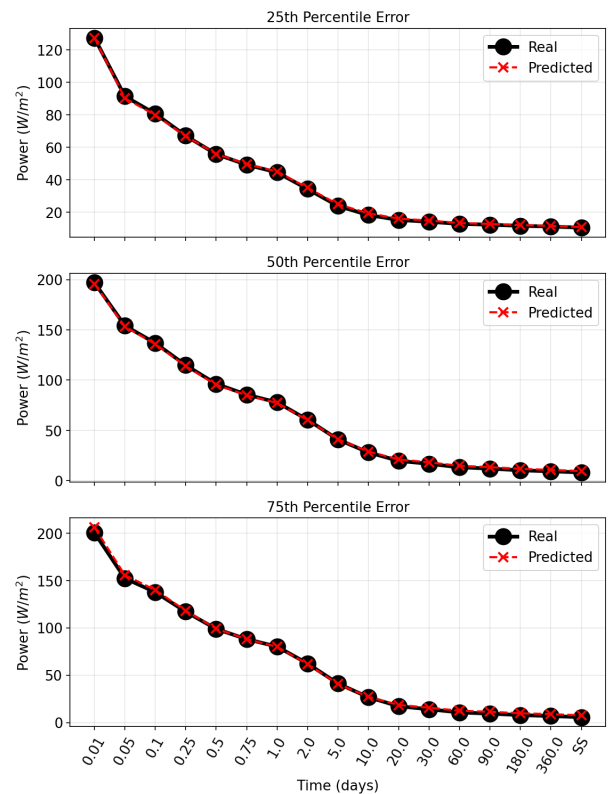 25th Percentile Error
120
100
80
60
40
20
Power (W/m²)
Real
Predicted
50th Percentile Error
200
150
100
50
0
Power (W/m²)
Real
Predicted
75th Percentile Error
200
150
100
50
0
Power (W/m²)
Real
Predicted
0.01 0.05 0.1 0.25 0.5 0.75 1.0 2.0 5.0 10.0 20.0 30.0 60.0 90.0 180.0 360.0 SS
Time (days)